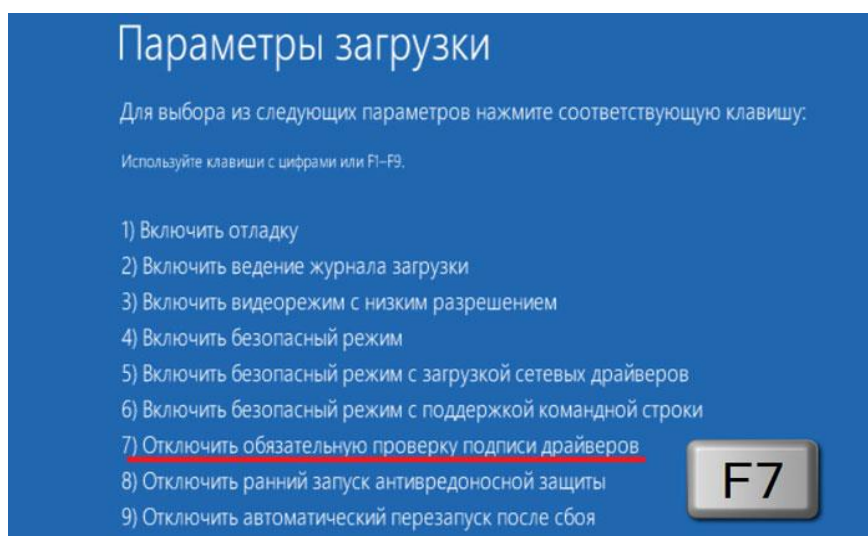 Параметры загрузки
Для выбора из следующих параметров нажмите соответствующую клавишу:
Используйте клавиши с цифрами или F1–F9.
1) Включить отладку
2) Включить ведение журнала загрузки
3) Включить видеорежим с низким разрешением
4) Включить безопасный режим
5) Включить безопасный режим с загрузкой сетевых драйверов
6) Включить безопасный режим с поддержкой командной строки
7) Отключить обязательную проверку подписи драйверов
8) Отключить ранний запуск антивредоносной защиты
9) Отключить автоматический перезапуск после сбоя
F7